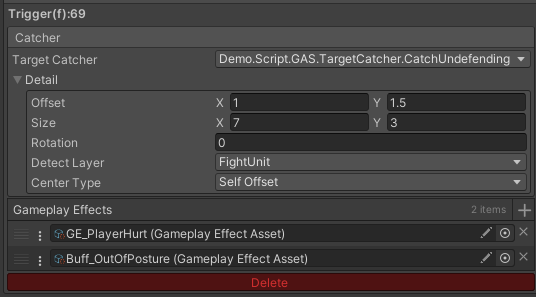 Trigger(f):69
Catcher
Target Catcher Demo.Script.GAS.TargetCatcher.CatchUndefending
Detail
Offset X 1 Y 1.5
Size X 7 Y 3
Rotation 0
Detect Layer FightUnit
Center Type Self Offset
Gameplay Effects 2 items
GE_PlayerHurt (Gameplay Effect Asset)
Buff_OutOfPosture (Gameplay Effect Asset)
Delete